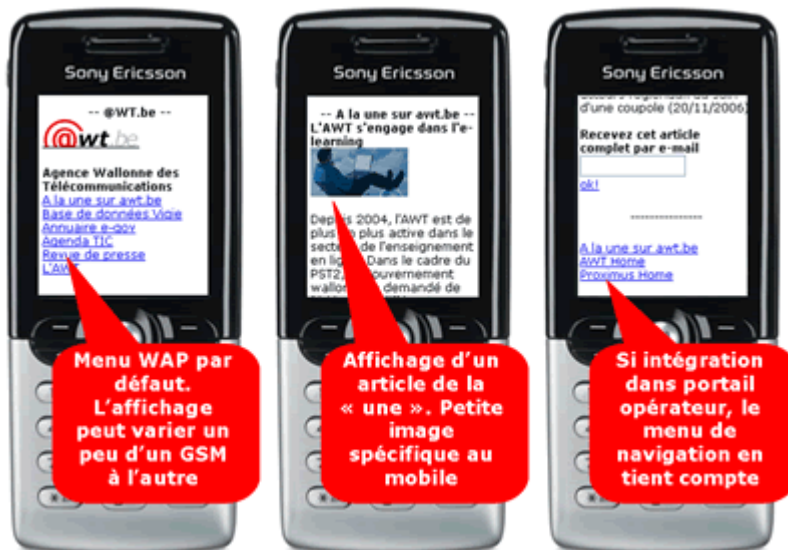 Sony Ericsson
-- @WT.be --
@wt.be
Agence Wallonne des
Télécommunications
A la une sur awt.be
Base de données Vigie
Annuaire e-gov
Agenda TIC
Revue de presse
L'AW
Menu WAP par
défaut.
L'affichage
peut varier un
peu d'un GSM
à l'autre
Sony Ericsson
-- A la une sur awt.be --
L'AWT s'engage dans l'e-
learning
Depuis 2004, l'AWT est de
plus en plus active dans le
secteur de l'enseignement
en ligne. Dans le cadre du
PST2, gouvernement
wallon demandé de
Affichage d'un
article de la
« une ». Petite
image
spécifique au
mobile
Sony Ericsson
d'une coupole (20/11/2006)
Recevez cet article
complet par e-mail
ok!
---------------
A la une sur awt.be
AWT Home
Proximus Home
Si intégration
dans portail
opérateur, le
menu de
navigation en
tient compte